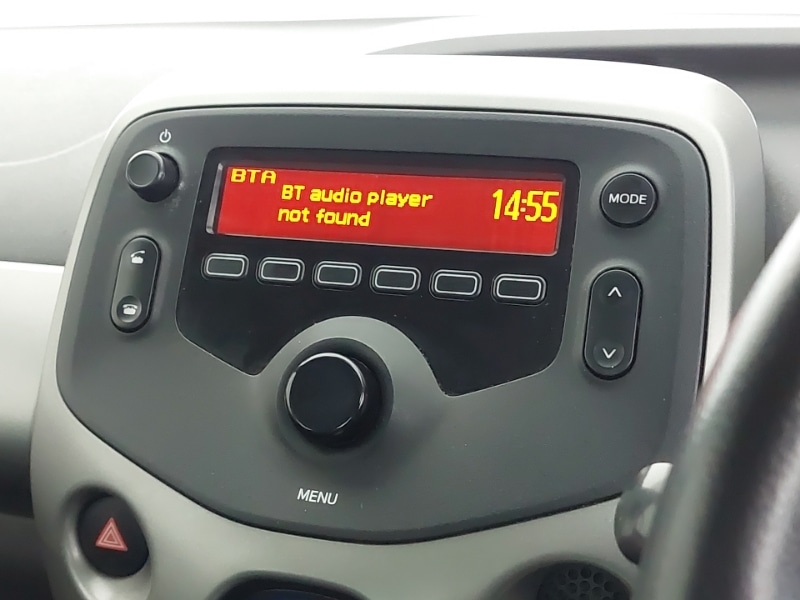 BTA
BT audio player
not found
14:55
MODE
MENU